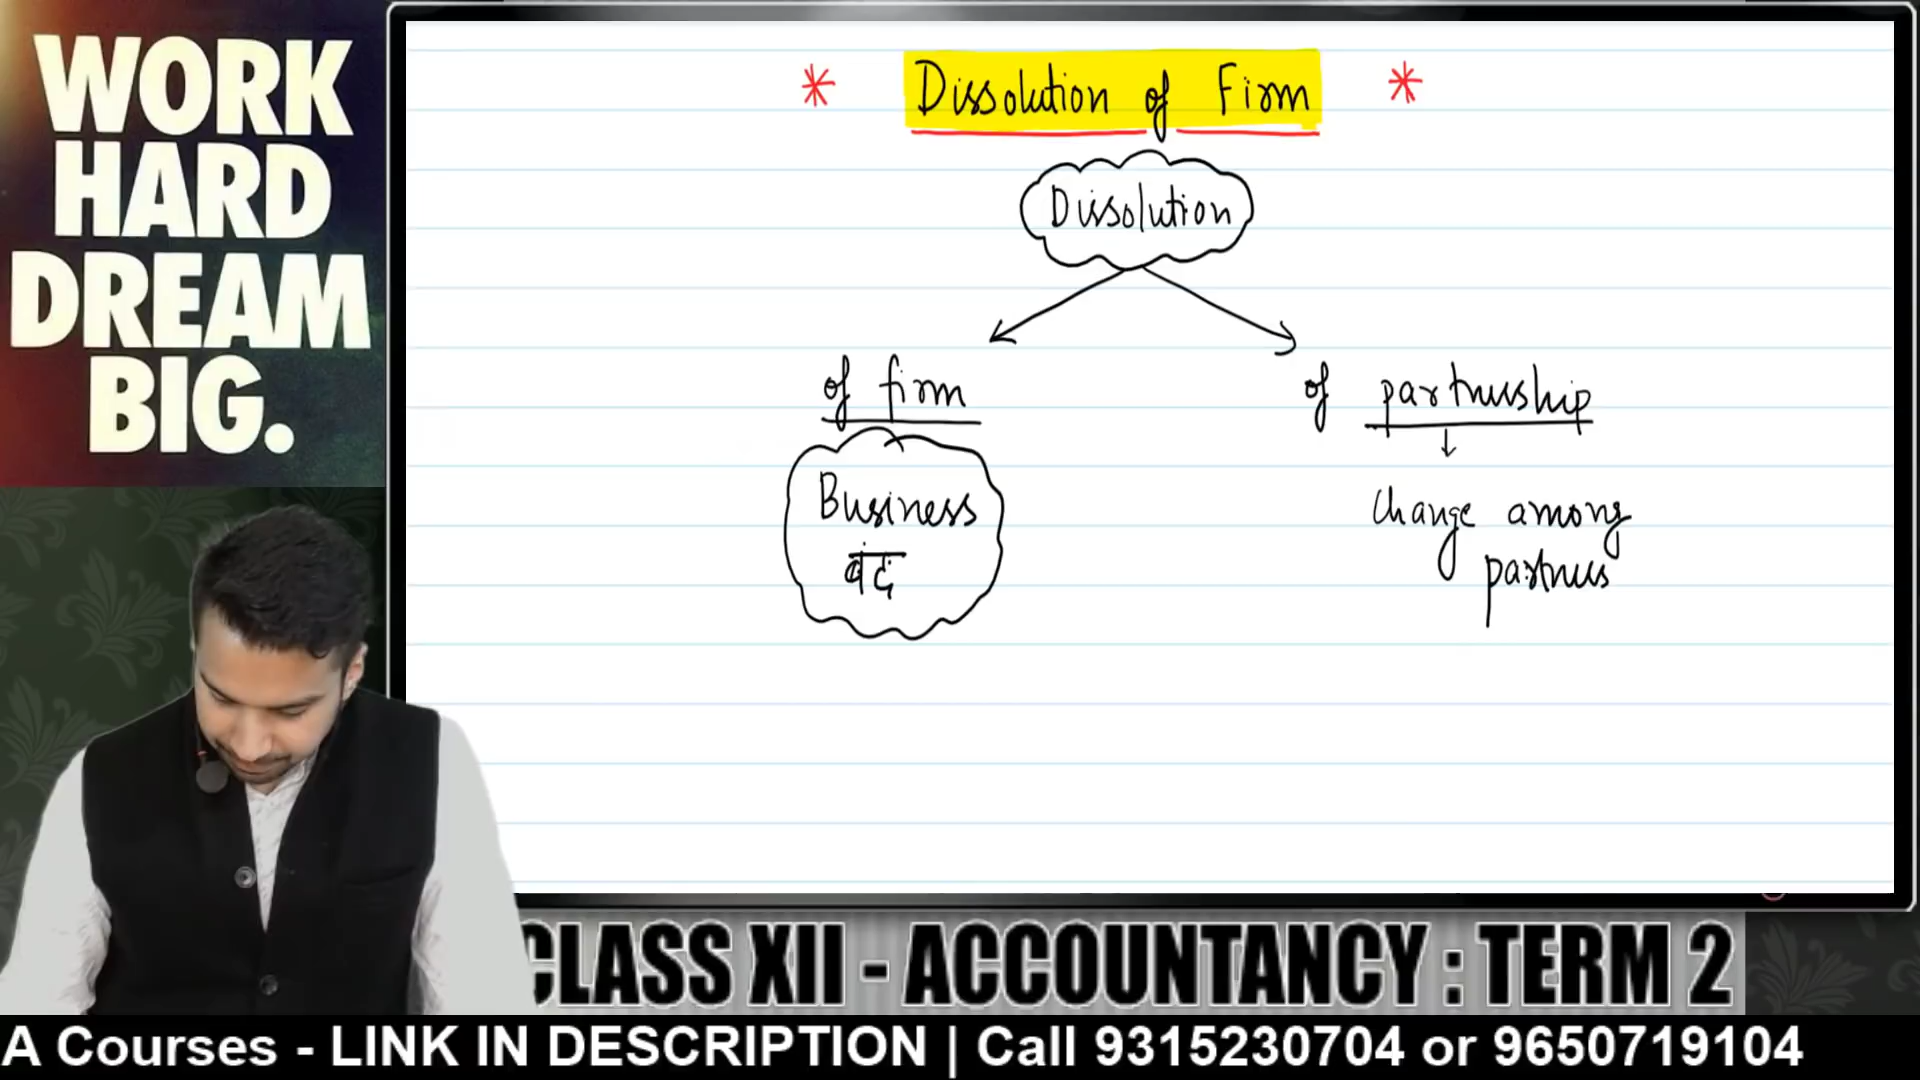 WORK
HARD
DREAM
BIG.
* Dissolution of Firm *
Dissolution
of firm
of partnership
Business
बंद
Change among
partners
CLASS XII - ACCOUNTANCY : TERM 2
A Courses - LINK IN DESCRIPTION | Call 9315230704 or 9650719104